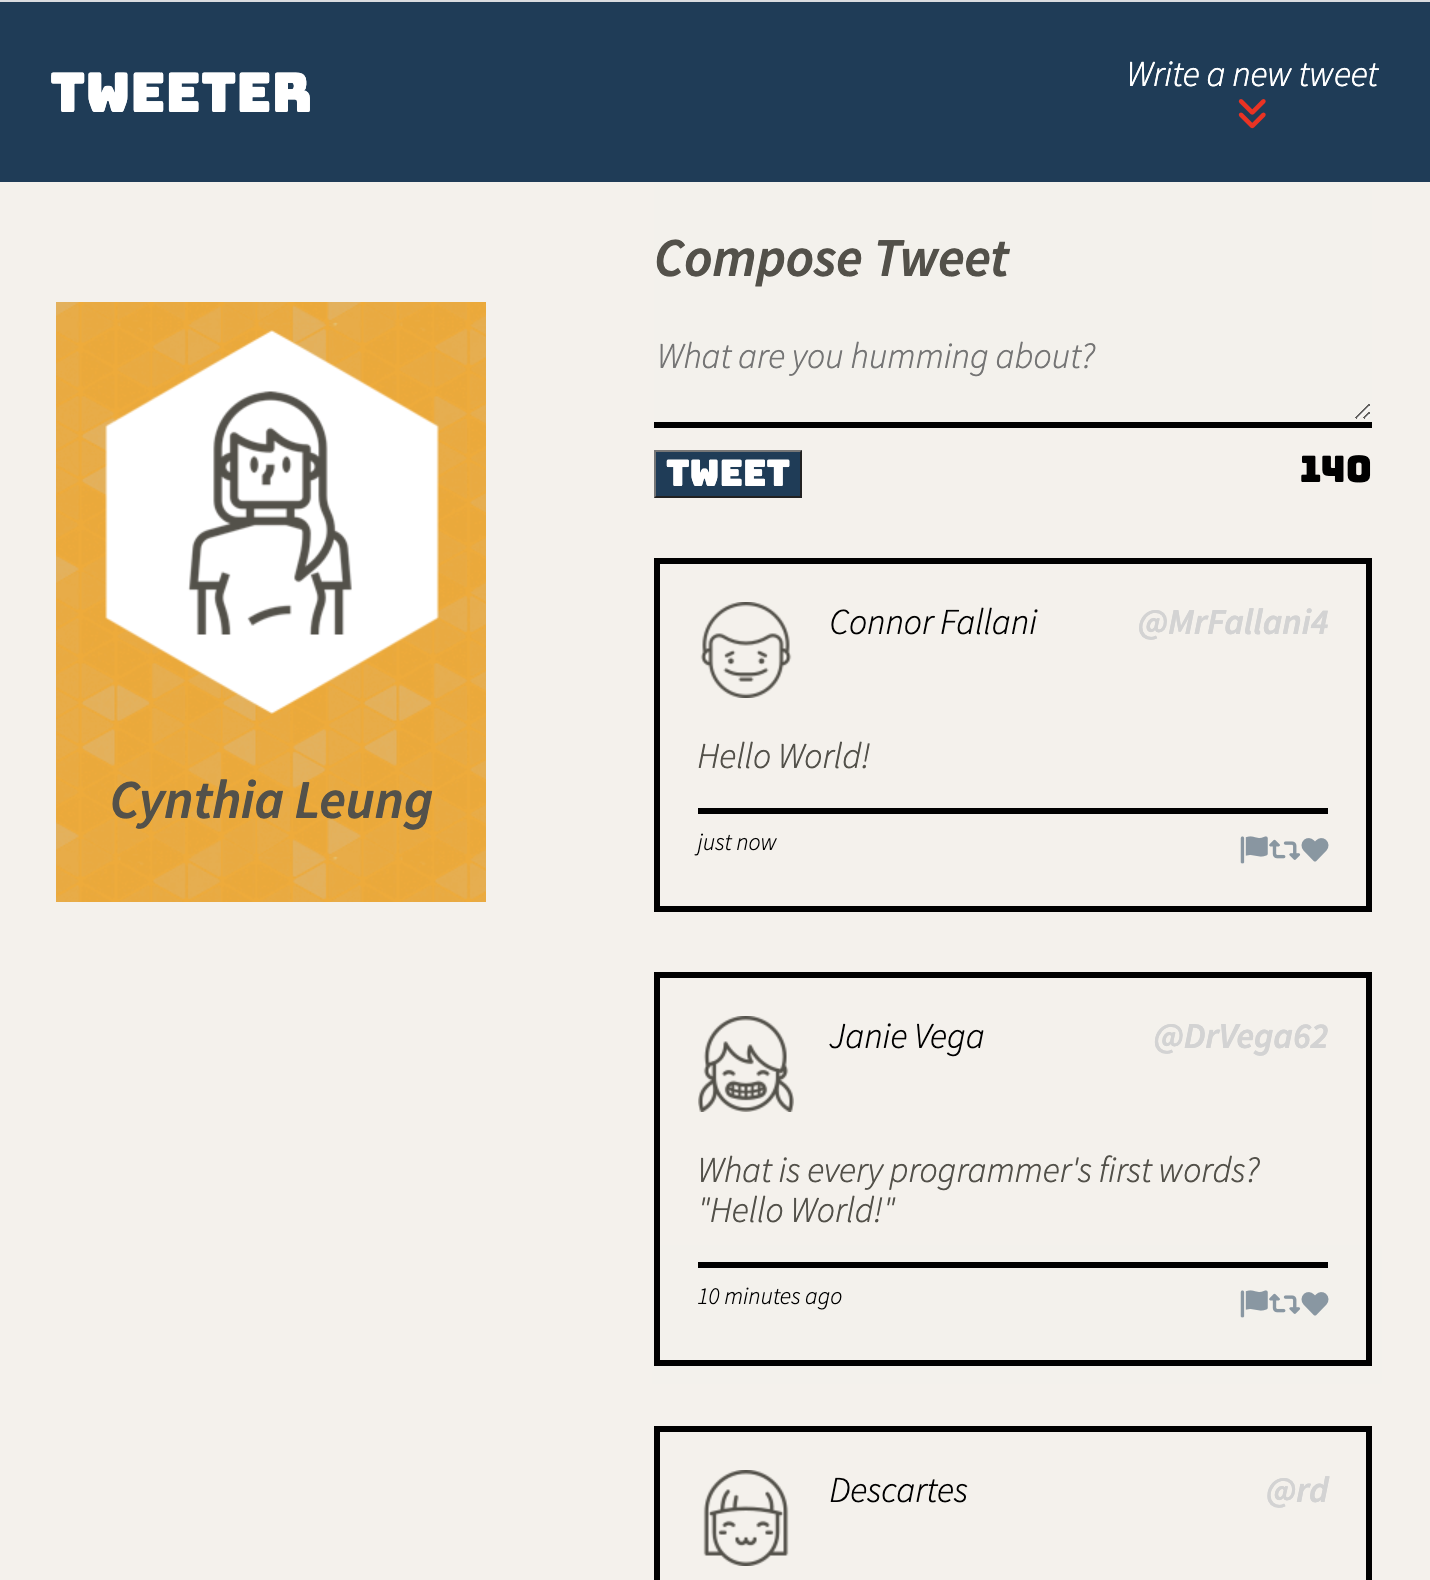 TWEETER
Write a new tweet
Cynthia Leung
Compose Tweet
What are you humming about?
TWEET
140
Connor Fallani
@MrFallani4
Hello World!
just now
Janie Vega
@DrVega62
What is every programmer's first words?
"Hello World!"
10 minutes ago
Descartes
@rd